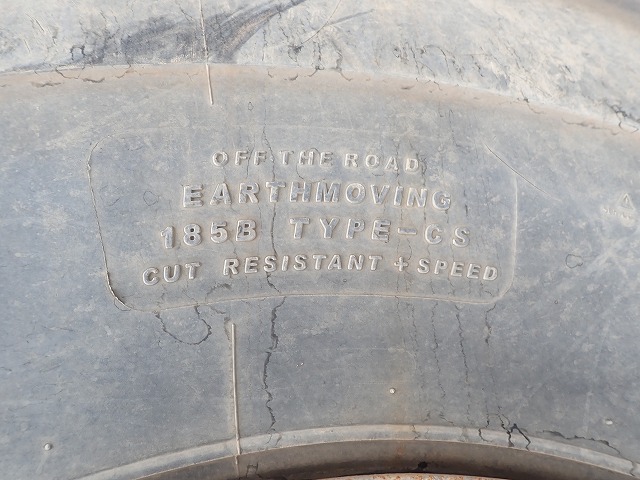 OFF-THE ROAD
EARTHMOVING
185B TYPE-CS
CUT RESISTANT + SPEED